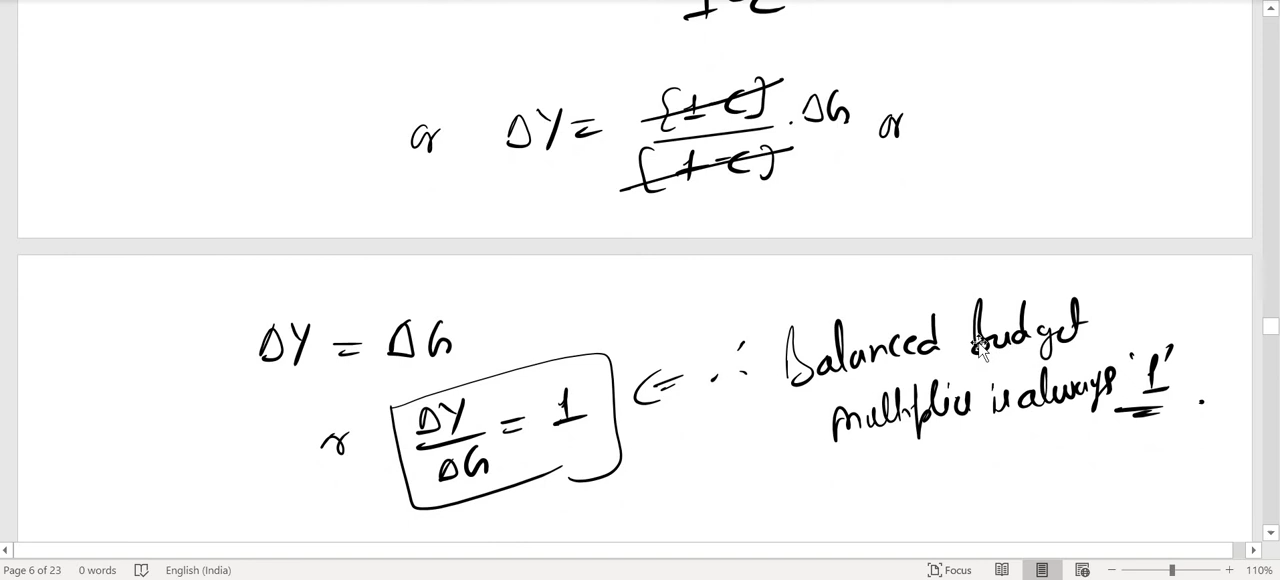 1-c
or ΔY = [1-c] . ΔG or
[1-c]
ΔY = ΔG
or ΔY = 1 ⇐ ∴ Balanced budget
ΔG
multiplier is always '1'.
Page 6 of 23 0 words English (India) Focus 110%